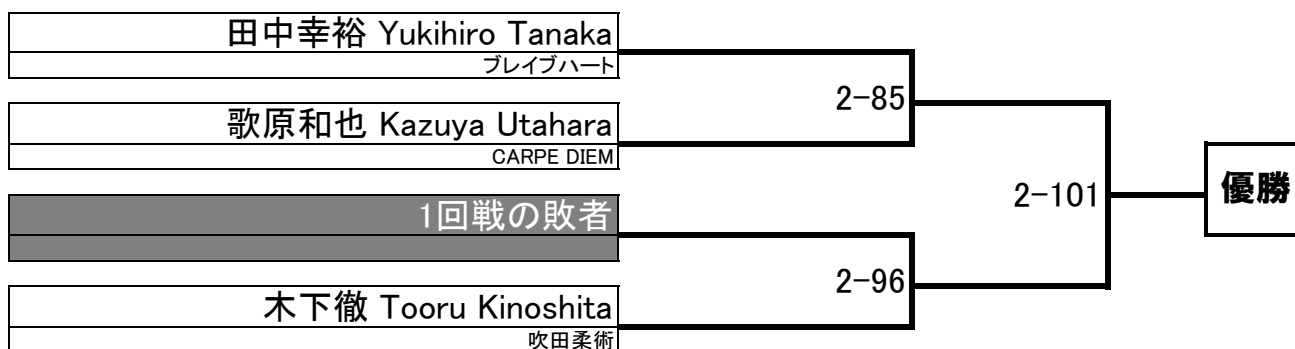 田中幸裕 Yukihiro Tanaka
ブレイブハート
2-85
歌原和也 Kazuya Utahara
CARPE DIEM
2-101
優勝
1回戦の敗者
2-96
木下徹 Tooru Kinoshita
吹田柔術